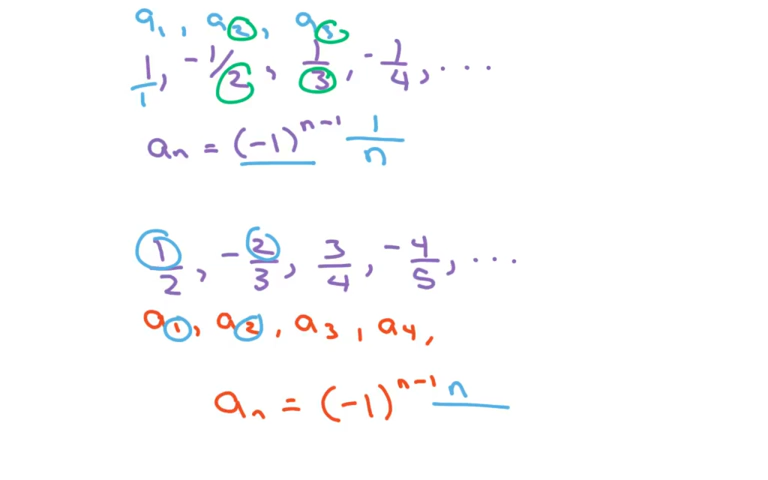 a₁, a₂, a₃
1/1, -1/2, 1/3, -1/4, ...
aₙ = (-1)ⁿ⁻¹ 1/n
1/2, -2/3, 3/4, -4/5, ...
a₁, a₂, a₃, a₄,
aₙ = (-1)ⁿ⁻¹ n/